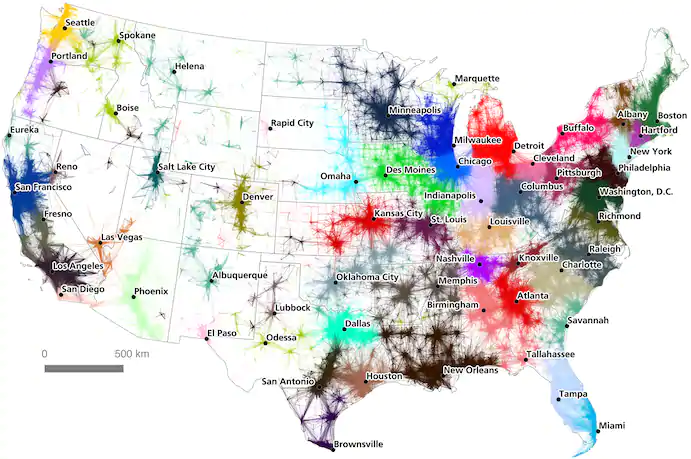 Seattle
Spokane
Portland
Helena
Marquette
Minneapolis
Boise
Rapid City
Albany
Boston
Buffalo
Hartford
Eureka
Milwaukee
Detroit
New York
Chicago
Cleveland
Philadelphia
Reno
Salt Lake City
Omaha
Des Moines
Pittsburgh
San Francisco
Indianapolis
Columbus
Washington, D.C.
Denver
Fresno
Kansas City
St. Louis
Louisville
Richmond
Las Vegas
Raleigh
Los Angeles
Nashville
Knoxville
Charlotte
San Diego
Phoenix
Albuquerque
Oklahoma City
Memphis
Birmingham
Atlanta
Lubbock
Savannah
Dallas
El Paso
Odessa
0 500 km
Tallahassee
San Antonio
Houston
New Orleans
Tampa
Miami
Brownsville